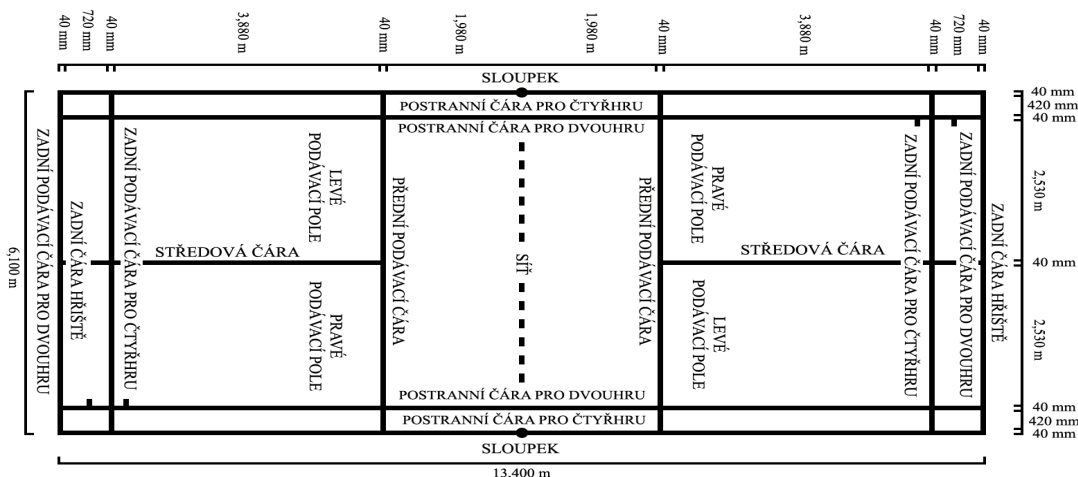 40 mm
720 mm
40 mm
3,880 m
40 mm
1,980 m
1,980 m
40 mm
3,880 m
40 mm
720 mm
40 mm
SLOUPEK
POSTRANNÍ ČÁRA PRO ČTYŘHRU
POSTRANNÍ ČÁRA PRO DVOUHRU
40 mm
420 mm
40 mm
2,530 m
40 mm
2,530 m
40 mm
420 mm
40 mm
6,100 m
ZADNÍ PODÁVACÍ ČÁRA PRO DVOUHRU
ZADNÍ ČÁRA HŘIŠTĚ
ZADNÍ PODÁVACÍ ČÁRA PRO ČTYŘHRU
LEVÉ
PODÁVACÍ POLE
STŘEDOVÁ ČÁRA
PRAVÉ
PODÁVACÍ POLE
PŘEDNÍ PODÁVACÍ ČÁRA
SÍŤ
PŘEDNÍ PODÁVACÍ ČÁRA
PRAVÉ
PODÁVACÍ POLE
STŘEDOVÁ ČÁRA
LEVÉ
PODÁVACÍ POLE
ZADNÍ PODÁVACÍ ČÁRA PRO ČTYŘHRU
ZADNÍ PODÁVACÍ ČÁRA PRO DVOUHRU
ZADNÍ ČÁRA HŘIŠTĚ
POSTRANNÍ ČÁRA PRO DVOUHRU
POSTRANNÍ ČÁRA PRO ČTYŘHRU
SLOUPEK
13,400 m